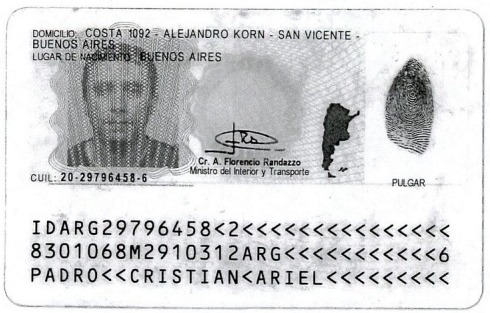 DOMICILIO: COSTA 1092 - ALEJANDRO KORN - SAN VICENTE -
BUENOS AIRES
LUGAR DE NACIMIENTO: BUENOS AIRES
Cr. A. Florencio Randazzo
Ministro del Interior y Transporte
CUIL: 20-29796458-6
PULGAR
IDARG29796458<2<<<<<<<<<<<<<<<
8301068M2910312ARG<<<<<<<<<<<6
PADRO<<CRISTIAN<ARIEL<<<<<<<<<